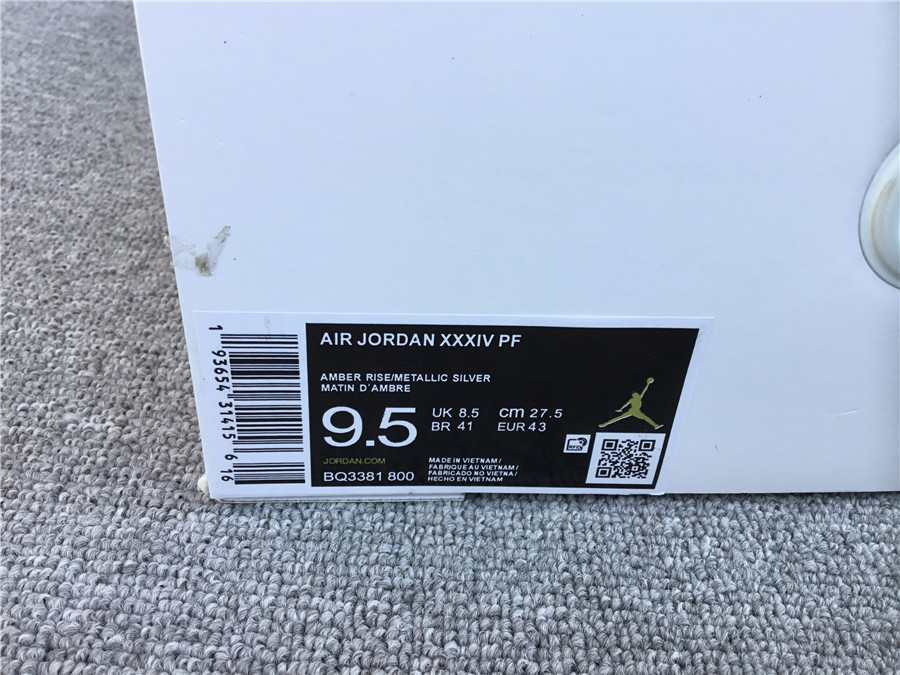 AIR JORDAN XXXIV PF
AMBER RISE/METALLIC SILVER
MATIN D'AMBRE
9.5
UK 8.5 cm 27.5
BR 41 EUR 43
JORDAN.COM
BQ3381 800
MADE IN VIETNAM /
FABRIQUE AU VIETNAM /
FABRICADO NO VIETNA /
HECHO EN VIETNAM
1 93654 31415 6 16